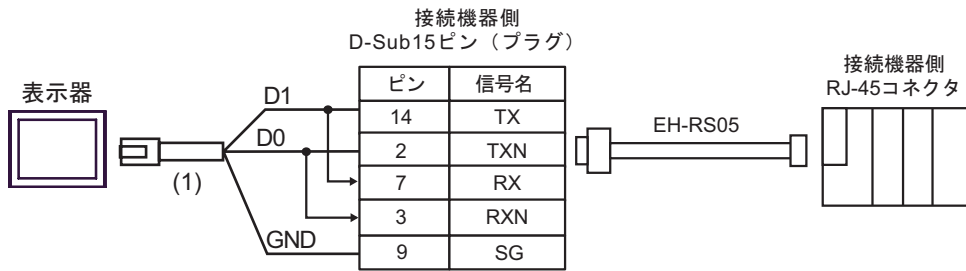 接続機器側
D-Sub15ピン（プラグ）
接続機器側
RJ-45コネクタ
表示器
ピン 信号名
D1
14 TX
EH-RS05
D0
2 TXN
(1)
7 RX
3 RXN
GND
9 SG